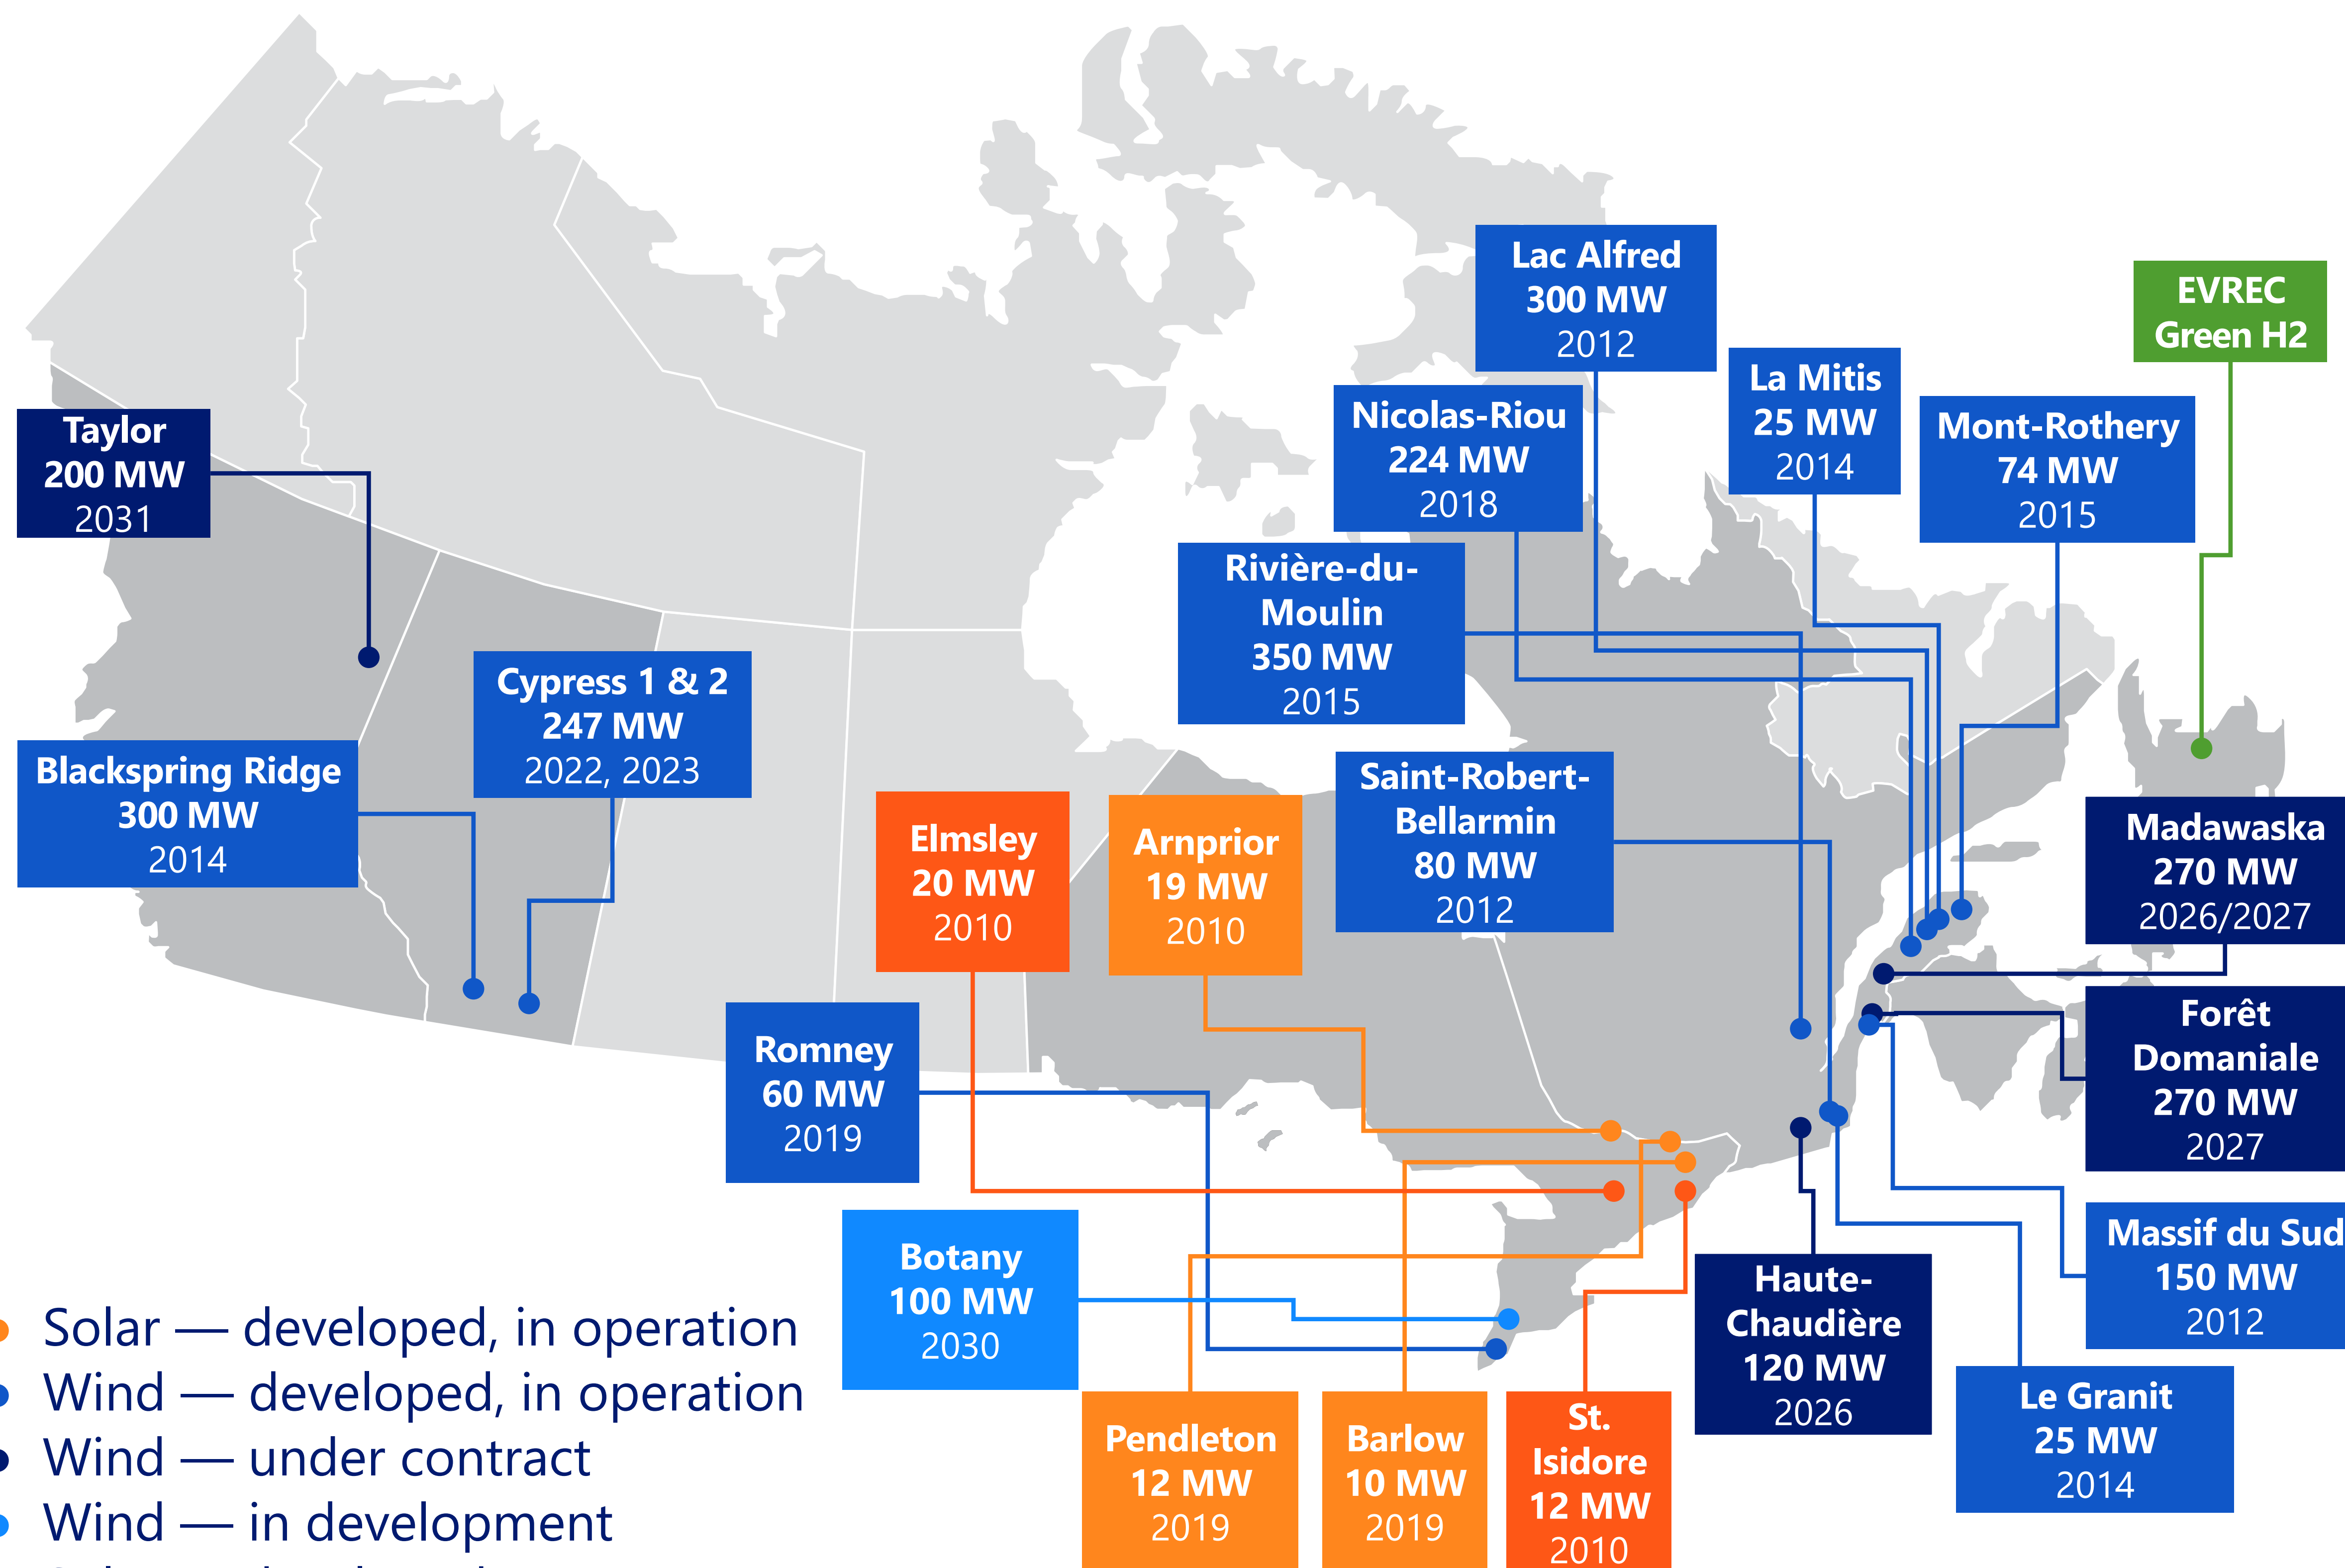 Lac Alfred
300 MW
2012
EVREC
Green H2
La Mitis
25 MW
2014
Nicolas-Riou
224 MW
2018
Mont-Rothery
74 MW
2015
Taylor
200 MW
2031
Rivière-du-
Moulin
350 MW
2015
Cypress 1 & 2
247 MW
2022, 2023
Blackspring Ridge
300 MW
2014
Saint-Robert-
Bellarmin
80 MW
2012
Elmsley
20 MW
2010
Arnprior
19 MW
2010
Madawaska
270 MW
2026/2027
Forêt
Domaniale
270 MW
2027
Romney
60 MW
2019
Botany
100 MW
2030
Massif du Sud
150 MW
2012
Haute-
Chaudière
120 MW
2026
Le Granit
25 MW
2014
Pendleton
12 MW
2019
Barlow
10 MW
2019
St.
Isidore
12 MW
2010
Solar — developed, in operation
Wind — developed, in operation
Wind — under contract
Wind — in development